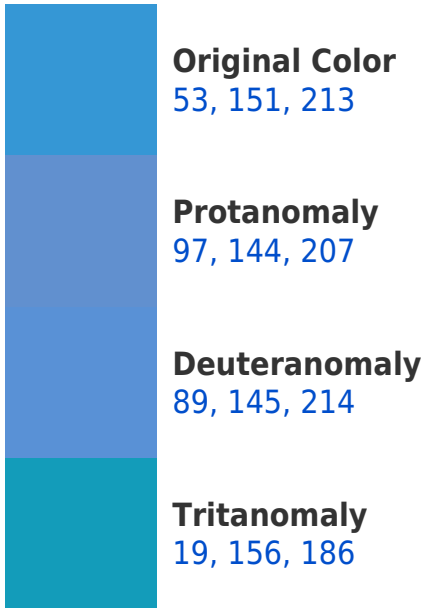 Original Color
53, 151, 213
Protanomaly
97, 144, 207
Deuteranomaly
89, 145, 214
Tritanomaly
19, 156, 186